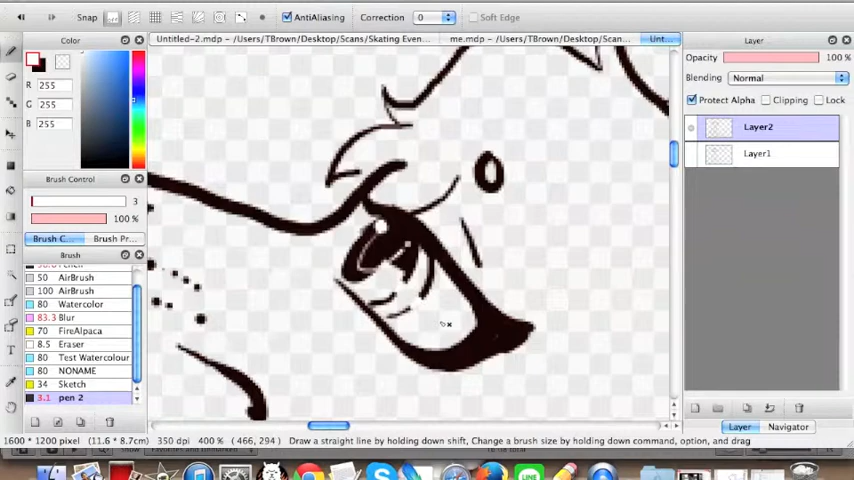 Snap
AntiAliasing
Correction
0
Soft Edge
Color
Untitled-2.mdp - /Users/TBrown/Desktop/Scans/Skating Even...
me.mdp - /Users/TBrown/Desktop/Scan...
Unt...
Layer
R 255
G 255
B 255
Opacity 100 %
Blending Normal
Protect Alpha
Clipping
Lock
Layer2
Layer1
Brush Control
3
100 %
Brush C...
Brush Pr...
Brush
50 AirBrush
100 AirBrush
80 Watercolor
83.3 Blur
70 FireAlpaca
8.5 Eraser
80 Test Watercolour
80 NONAME
34 Sketch
3.1 pen 2
Layer
Navigator
1600 * 1200 pixel (11.6 * 8.7cm) 350 dpi 400 % ( 466, 294 ) Draw a straight line by holding down shift, Change a brush size by holding down command, option, and drag
LINE